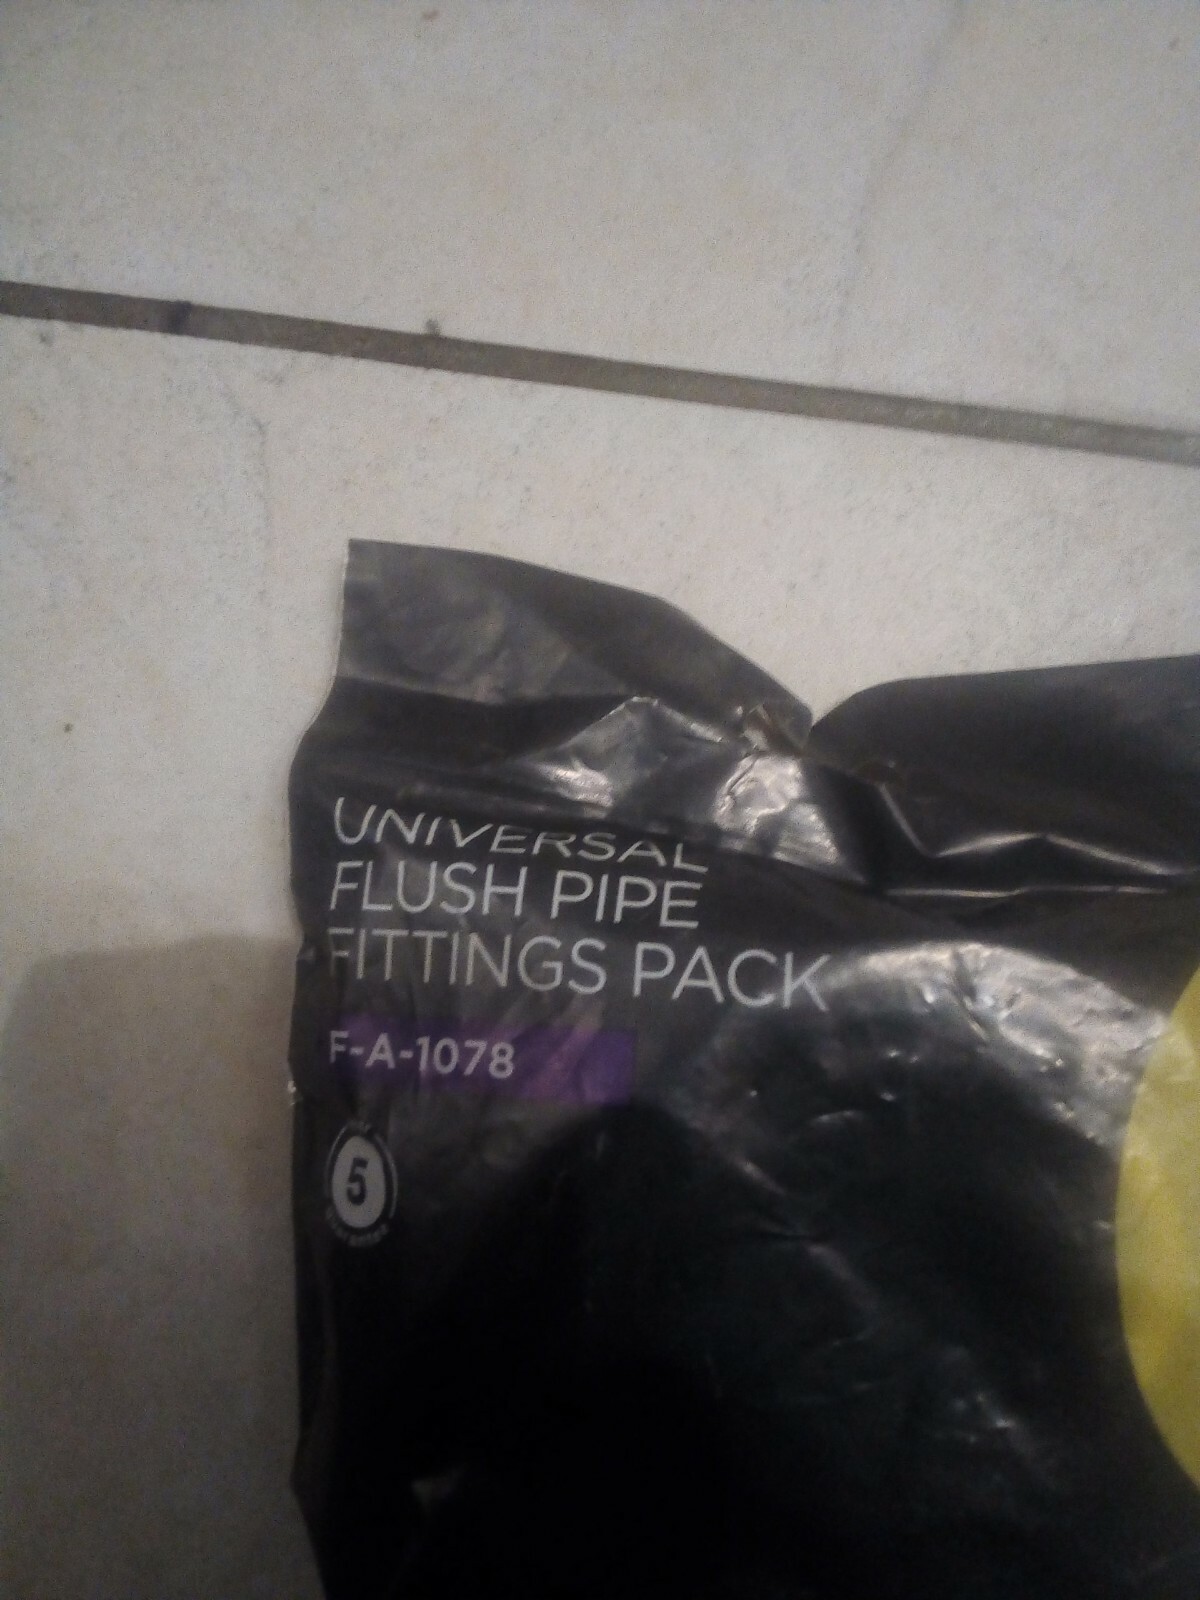 UNIVERSAL
FLUSH PIPE
FITTINGS PACK
F-A-1078
5